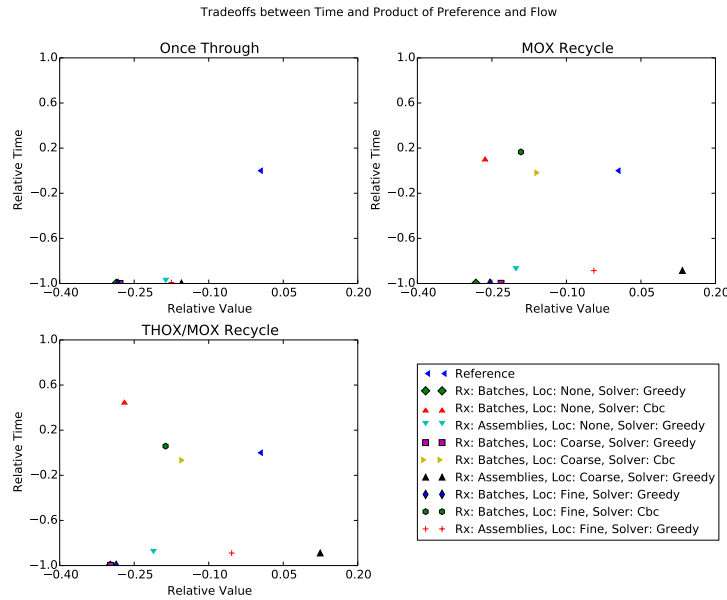 Tradeoffs between Time and Product of Preference and Flow
Once Through
1.0
0.6
0.2
−0.2
−0.6
−1.0
Relative Time
−0.40
−0.25
−0.10
0.05
0.20
Relative Value
MOX Recycle
1.0
0.6
0.2
−0.2
−0.6
−1.0
Relative Time
−0.40
−0.25
−0.10
0.05
0.20
Relative Value
THOX/MOX Recycle
1.0
0.6
0.2
−0.2
−0.6
−1.0
Relative Time
−0.40
−0.25
−0.10
0.05
0.20
Relative Value
Reference
Rx: Batches, Loc: None, Solver: Greedy
Rx: Batches, Loc: None, Solver: Cbc
Rx: Assemblies, Loc: None, Solver: Greedy
Rx: Batches, Loc: Coarse, Solver: Greedy
Rx: Batches, Loc: Coarse, Solver: Cbc
Rx: Assemblies, Loc: Coarse, Solver: Greedy
Rx: Batches, Loc: Fine, Solver: Greedy
Rx: Batches, Loc: Fine, Solver: Cbc
Rx: Assemblies, Loc: Fine, Solver: Greedy